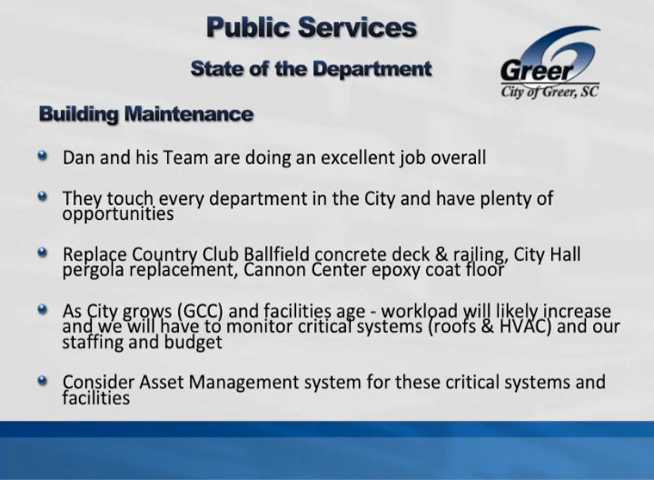 Public Services
State of the Department
Greer
City of Greer, SC
Building Maintenance
Dan and his Team are doing an excellent job overall
They touch every department in the City and have plenty of
opportunities
Replace Country Club Ballfield concrete deck & railing, City Hall
pergola replacement, Cannon Center epoxy coat floor
As City grows (GCC) and facilities age - workload will likely increase
and we will have to monitor critical systems (roofs & HVAC) and our
staffing and budget
Consider Asset Management system for these critical systems and
facilities